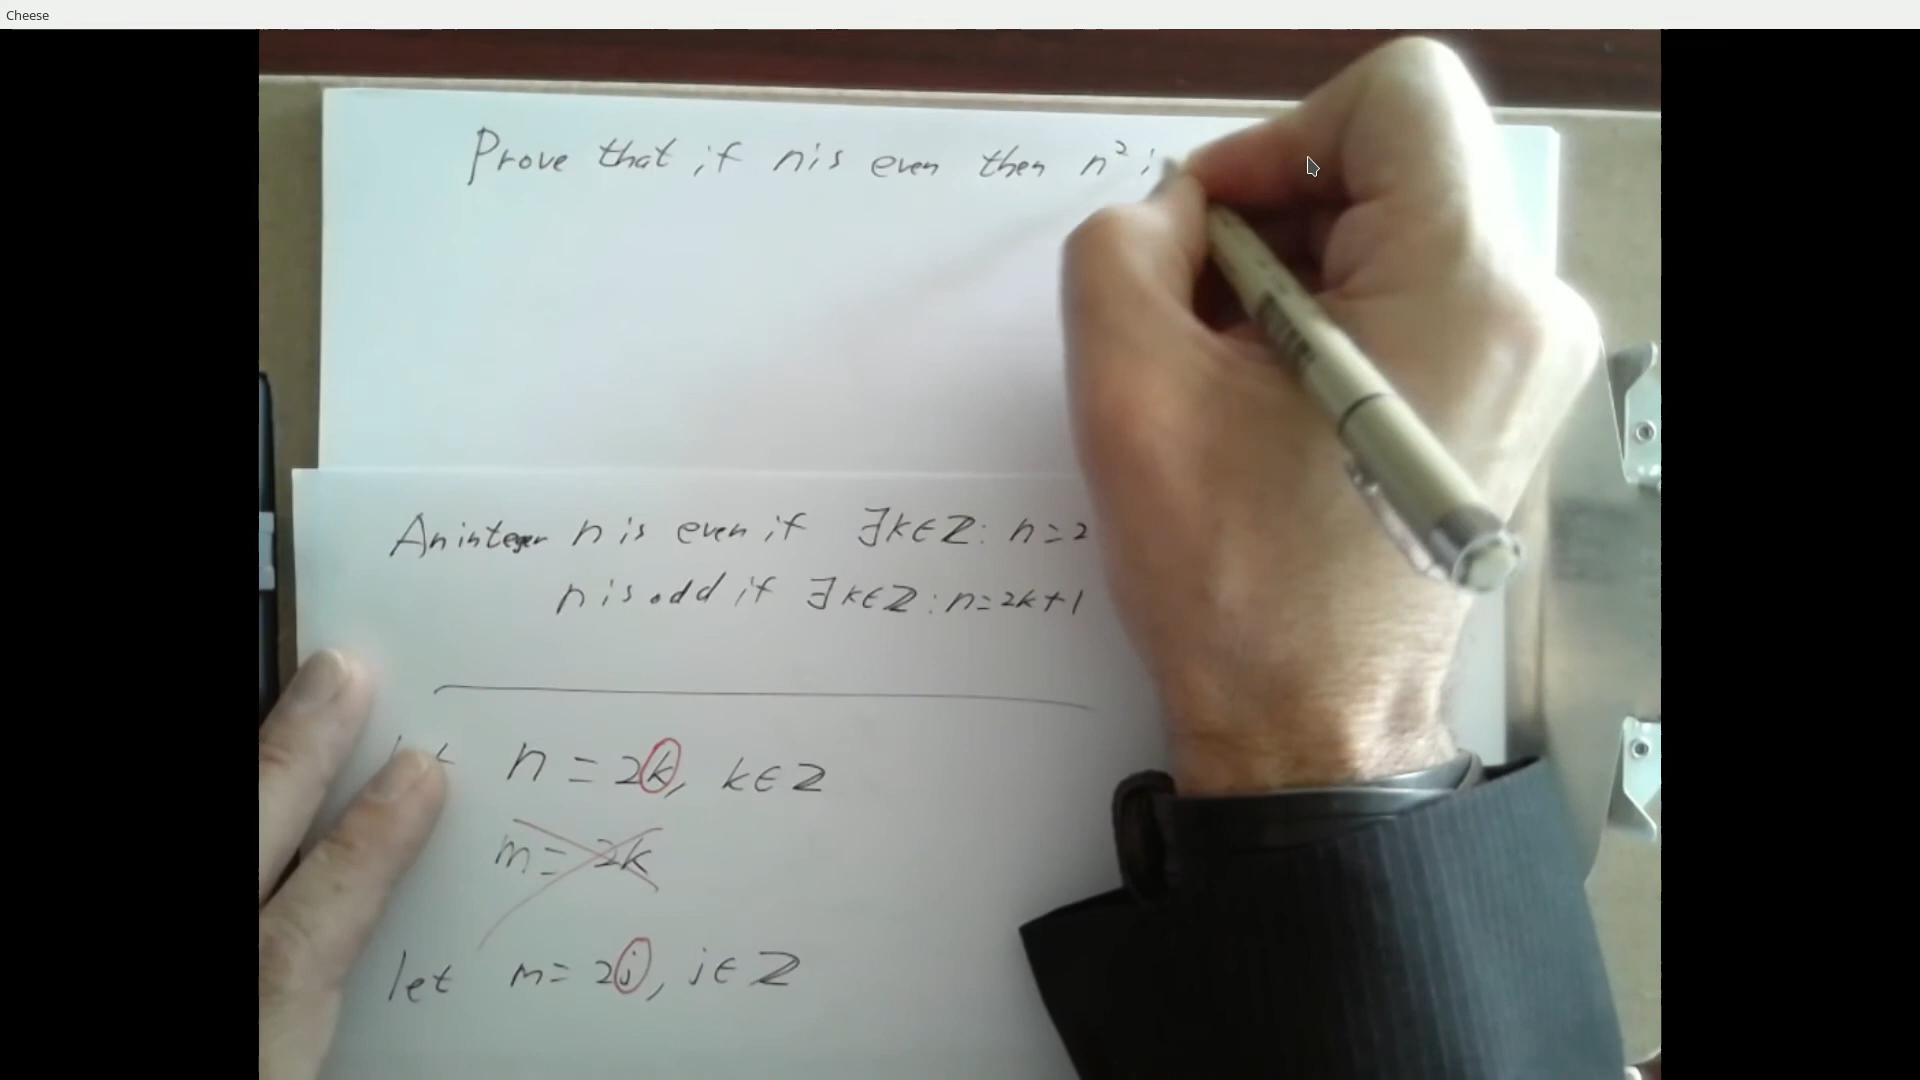 Cheese
Prove that if n is even then n² i
An integer n is even if ∃k∈ℤ: n=2
n is odd if ∃k∈ℤ: n=2k+1
n = 2k, k∈ℤ
m = 2k
let m = 2j, j∈ℤ